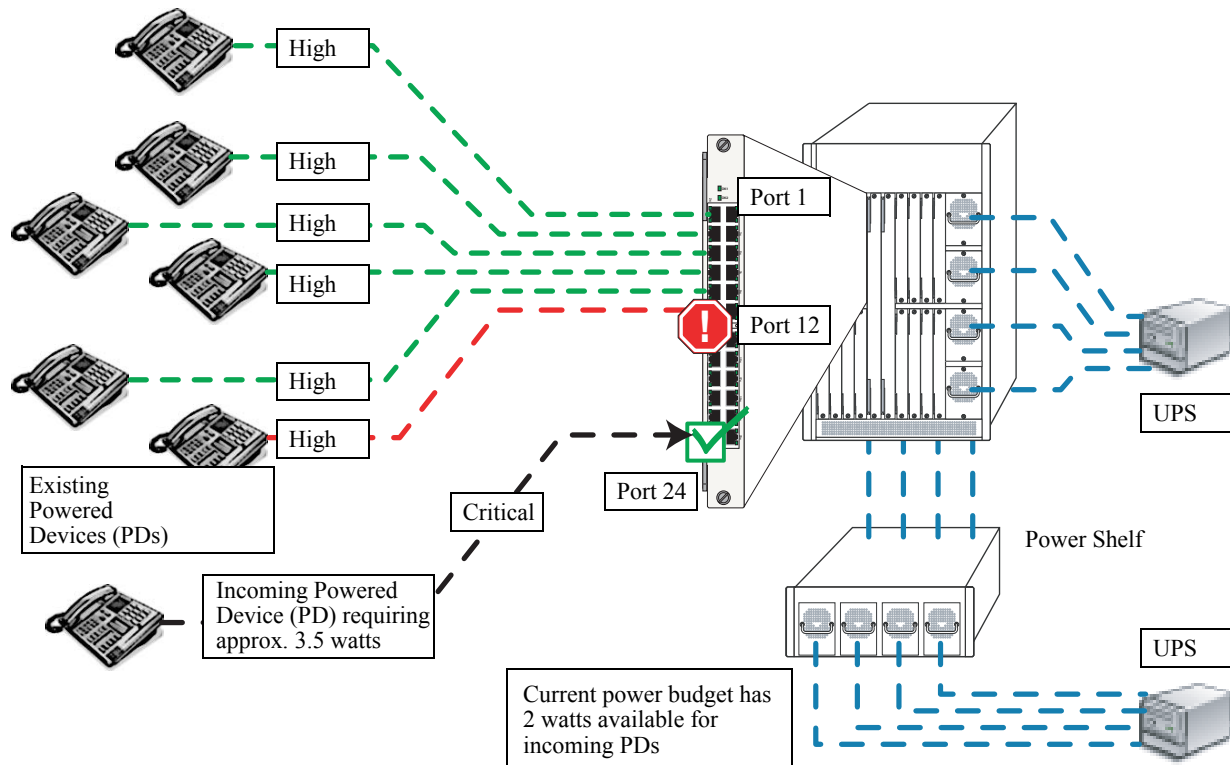 High
High
High
High
High
High
Port 1
Port 12
Port 24
UPS
Existing
Powered
Devices (PDs)
Critical
Incoming Powered
Device (PD) requiring
approx. 3.5 watts
Power Shelf
UPS
Current power budget has
2 watts available for
incoming PDs